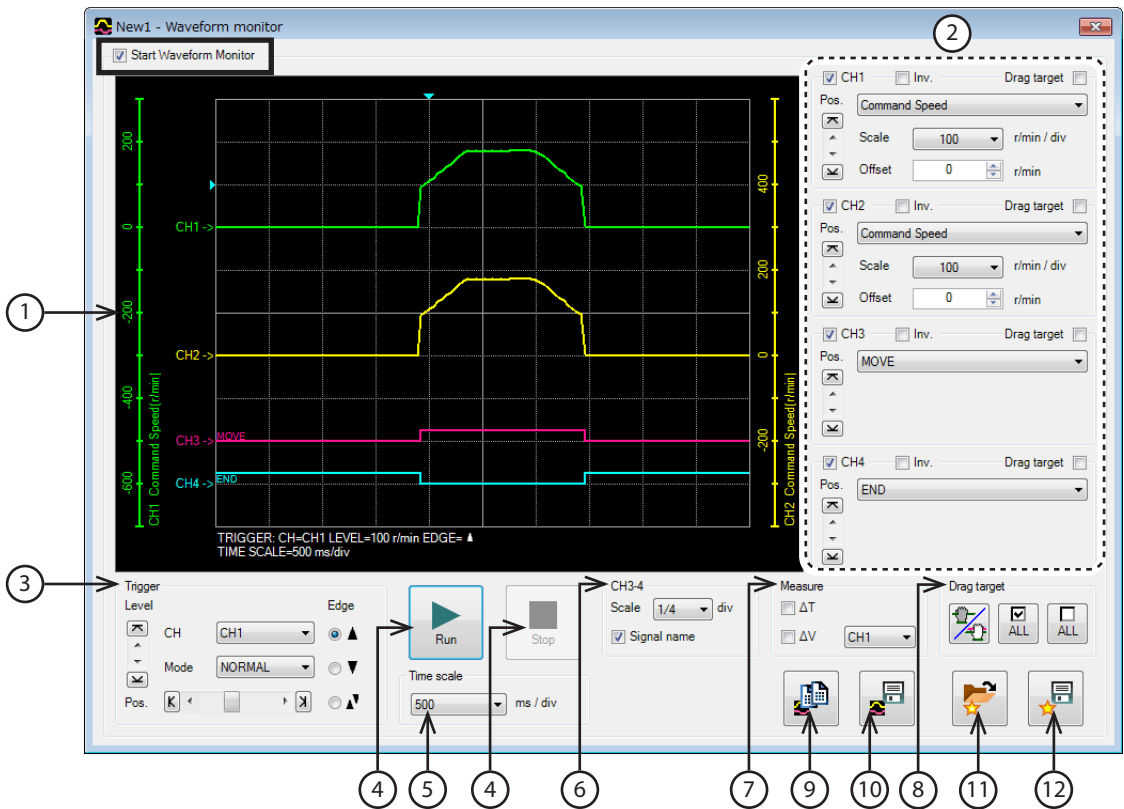 New1 - Waveform monitor
2
Start Waveform Monitor
CH1 Inv. Drag target
Pos. Command Speed
Scale 100 r/min / div
Offset 0 r/min
CH2 Inv. Drag target
Pos. Command Speed
Scale 100 r/min / div
Offset 0 r/min
CH3 Inv. Drag target
Pos. MOVE
CH4 Inv. Drag target
Pos. END
1
200
0
-200
-400
-600
CH1 Command Speed[r/min]
CH1 ->
CH2 ->
CH3 -> MOVE
CH4 -> END
400
200
0
-200
CH2 Command Speed[r/min]
TRIGGER: CH=CH1 LEVEL=100 r/min EDGE=
TIME SCALE=500 ms/div
3
Trigger
Level Edge
CH CH1
Mode NORMAL
Pos.
Run
Stop
Time scale
500 ms / div
6
CH3-4
Scale 1/4 div
Signal name
7
Measure
ΔT
ΔV CH1
8
Drag target
ALL ALL
4 5 4 6 7 9 10 8 11 12